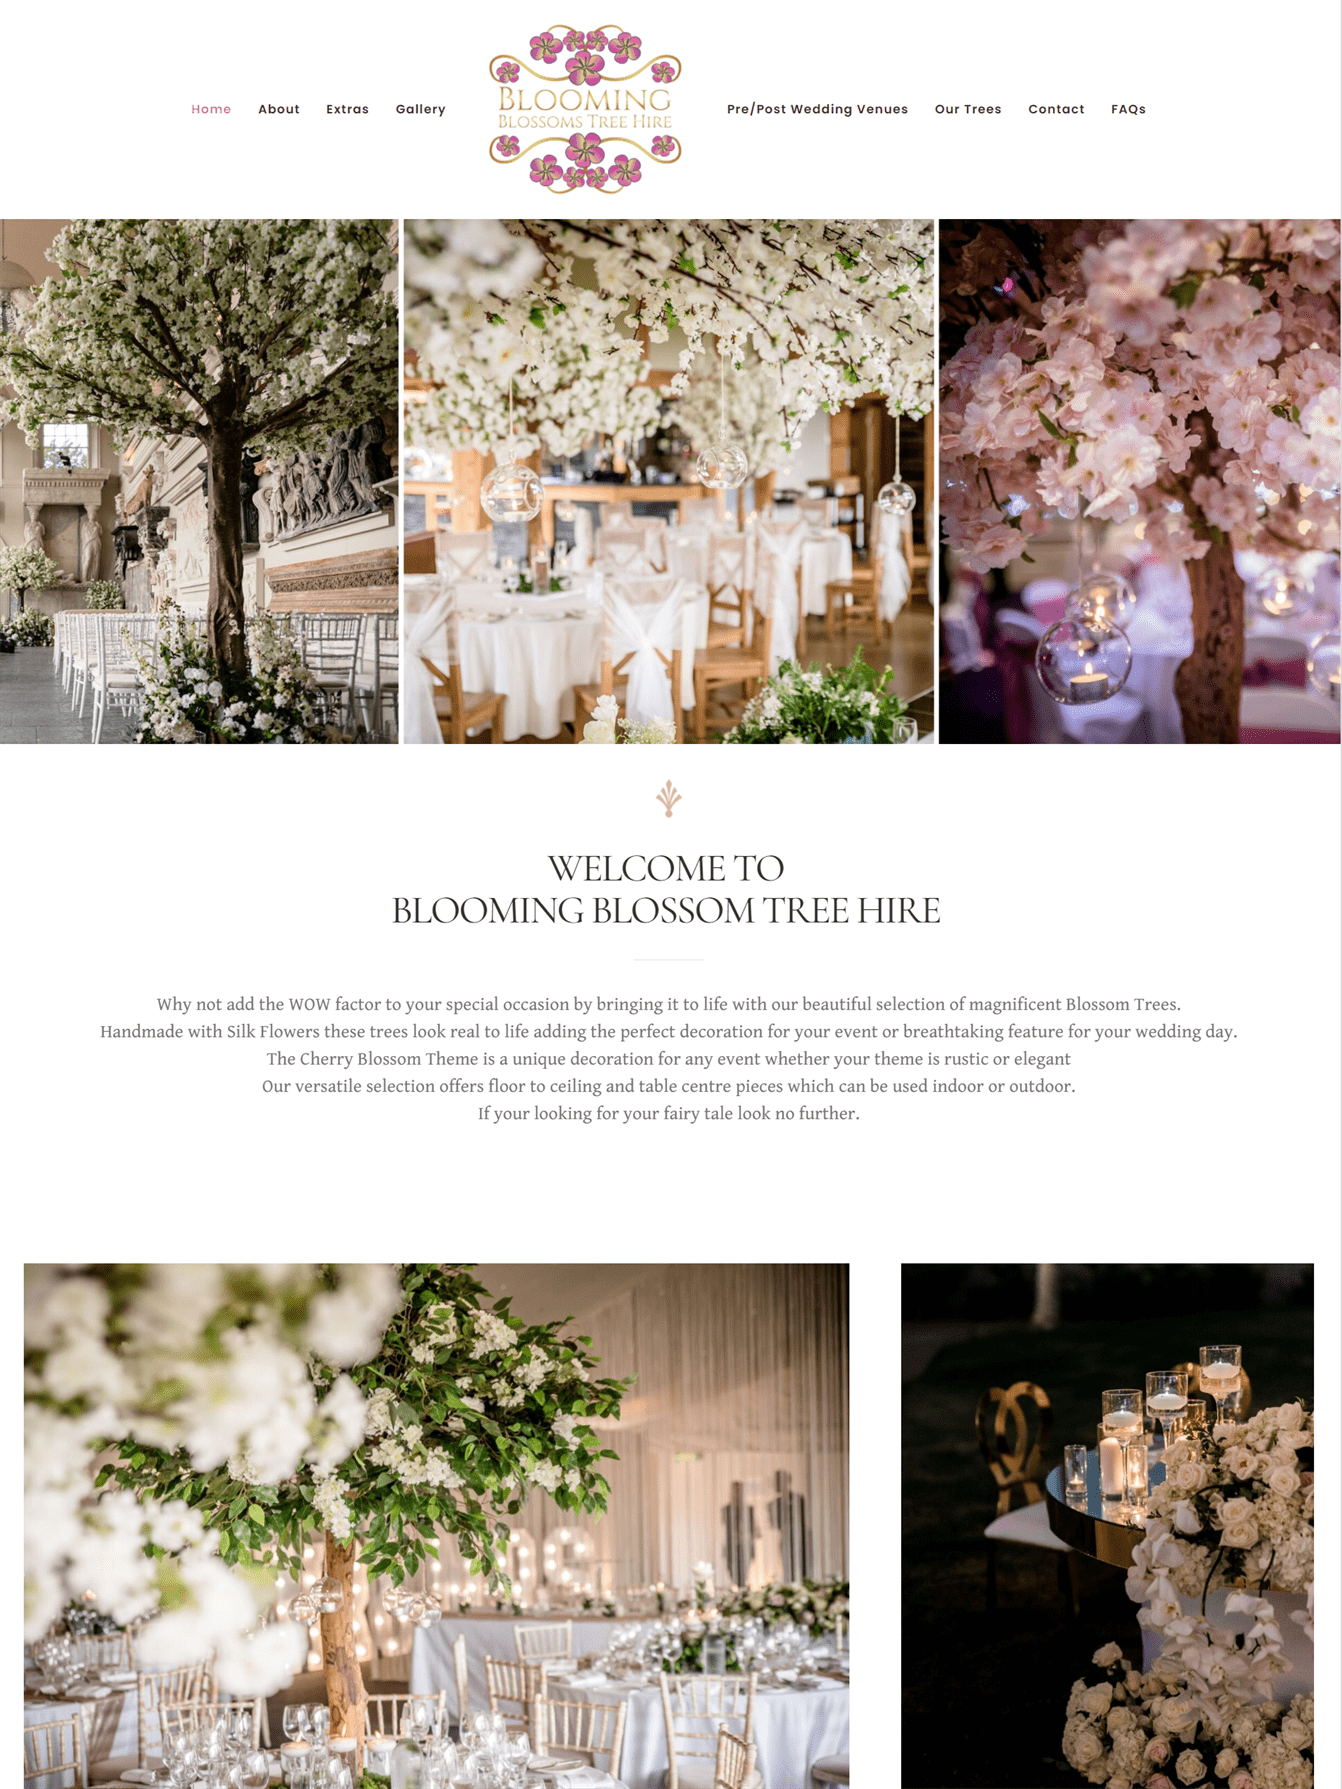 Home About Extras Gallery
BLOOMING
BLOSSOMS TREE HIRE
Pre/Post Wedding Venues Our Trees Contact FAQs
WELCOME TO
BLOOMING BLOSSOM TREE HIRE
Why not add the WOW factor to your special occasion by bringing it to life with our beautiful selection of magnificent Blossom Trees.
Handmade with Silk Flowers these trees look real to life adding the perfect decoration for your event or breathtaking feature for your wedding day.
The Cherry Blossom Theme is a unique decoration for any event whether your theme is rustic or elegant
Our versatile selection offers floor to ceiling and table centre pieces which can be used indoor or outdoor.
If your looking for your fairy tale look no further.